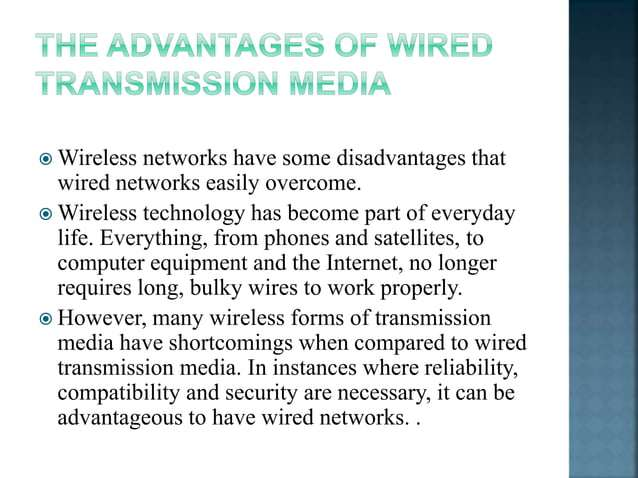 THE ADVANTAGES OF WIRED
TRANSMISSION MEDIA
Wireless networks have some disadvantages that
wired networks easily overcome.
Wireless technology has become part of everyday
life. Everything, from phones and satellites, to
computer equipment and the Internet, no longer
requires long, bulky wires to work properly.
However, many wireless forms of transmission
media have shortcomings when compared to wired
transmission media. In instances where reliability,
compatibility and security are necessary, it can be
advantageous to have wired networks. .